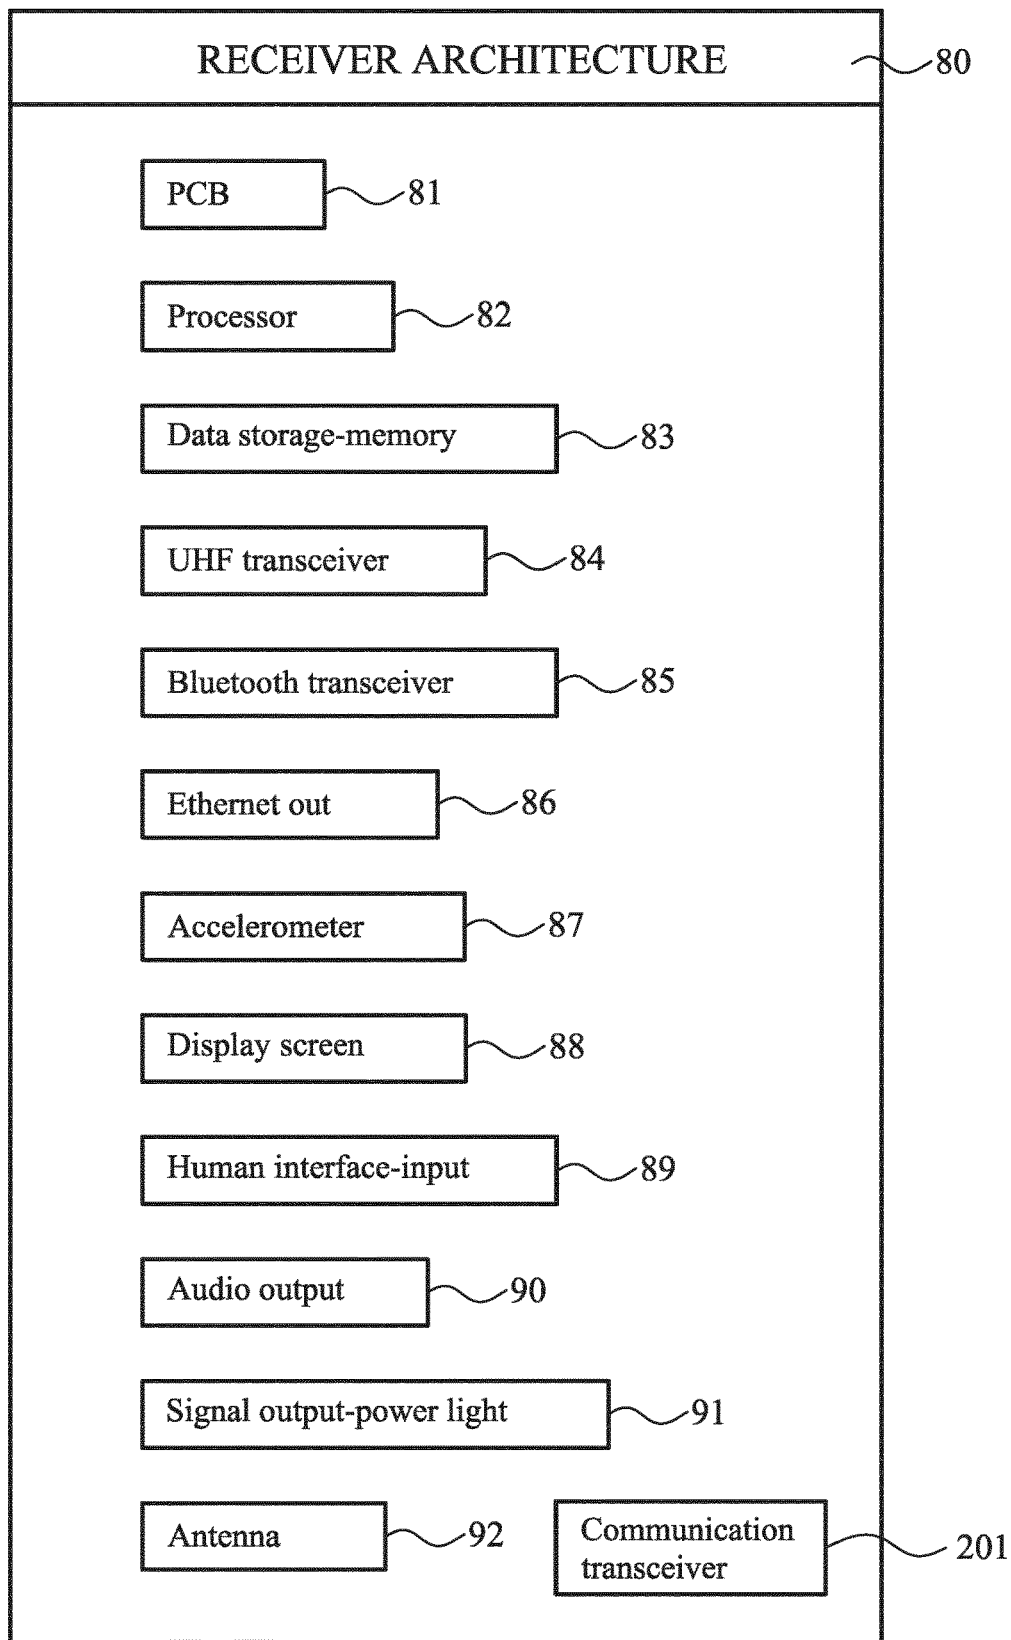 RECEIVER ARCHITECTURE 80
PCB 81
Processor 82
Data storage-memory 83
UHF transceiver 84
Bluetooth transceiver 85
Ethernet out 86
Accelerometer 87
Display screen 88
Human interface-input 89
Audio output 90
Signal output-power light 91
Antenna 92
Communication
transceiver 201